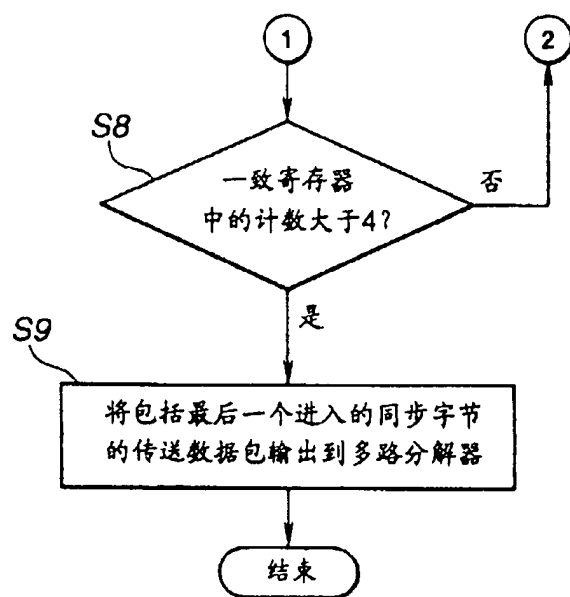 1
2
S8
一致寄存器
中的计数大于4?
否
是
S9
将包括最后一个进入的同步字节
的传送数据包输出到多路分解器
结束